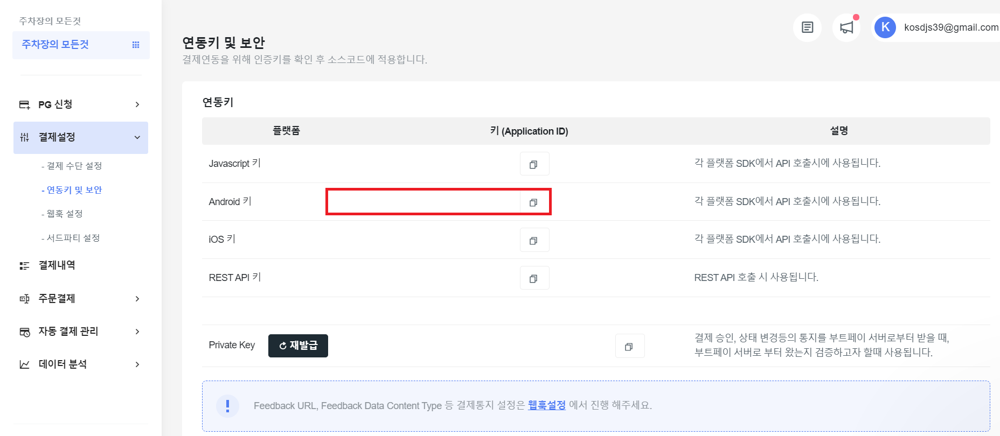 주차장의 모든것
주차장의 모든것
PG 신청
결제설정
- 결제 수단 설정
- 연동키 및 보안
- 웹훅 설정
- 서드파티 설정
결제내역
주문결제
자동 결제 관리
데이터 분석
K kosdjs39@gmail.com
연동키 및 보안
결제연동을 위해 인증키를 확인 후 소스코드에 적용합니다.
연동키
플랫폼 키 (Application ID) 설명
Javascript 키 각 플랫폼 SDK에서 API 호출시에 사용됩니다.
Android 키 각 플랫폼 SDK에서 API 호출시에 사용됩니다.
iOS 키 각 플랫폼 SDK에서 API 호출시에 사용됩니다.
REST API 키 REST API 호출 시 사용됩니다.
Private Key 재발급 결제 승인, 상태 변경등의 통지를 부트페이 서버로부터 받을 때,
부트페이 서버로 부터 왔는지 검증하고자 할때 사용됩니다.
! Feedback URL, Feedback Data Content Type 등 결제통지 설정은 웹훅설정 에서 진행 해주세요.